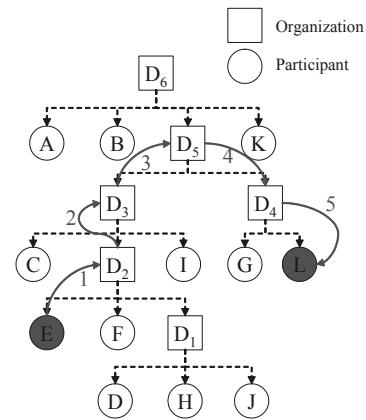 Organization
Participant
D6
A B D5 K
3 4
D3 D4 5
2
C D2 I G L
1
E F D1
D H J